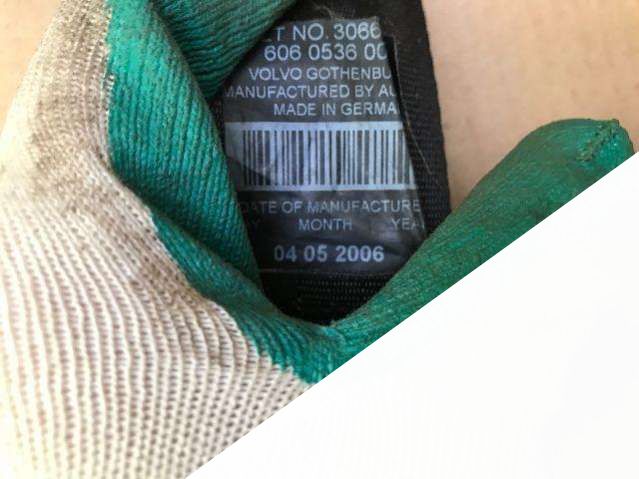 T NO. 3066
606 0536 00
VOLVO GOTHENBU
MANUFACTURED BY AU
MADE IN GERMA
DATE OF MANUFACTURE
Y MONTH YEA
04 05 2006